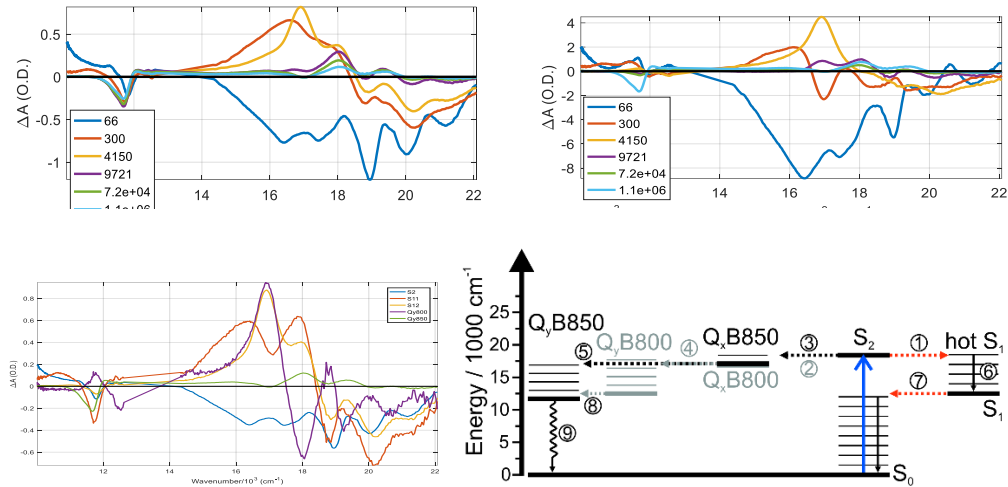 0.5
0
-0.5
-1
ΔA (O.D.)
66
300
4150
9721
7.2e+04
1.1e+06
14
16
18
20
22
4
2
0
-2
-4
-6
-8
ΔA (O.D.)
66
300
4150
9721
7.2e+04
1.1e+06
14
16
18
20
22
0.8
0.6
0.4
0.2
0
-0.2
-0.4
-0.6
ΔA(O.D.)
S2
S11
S12
Qy800
Qy850
12
14
16
18
20
22
Wavenumber/10³ (cm⁻¹)
Energy / 1000 cm⁻¹
25
20
15
10
5
0
QyB850
QyB800
QxB850
QxB800
S₂
hot S₁
S₁
S₀
①
②
③
④
⑤
⑥
⑦
⑧
⑨